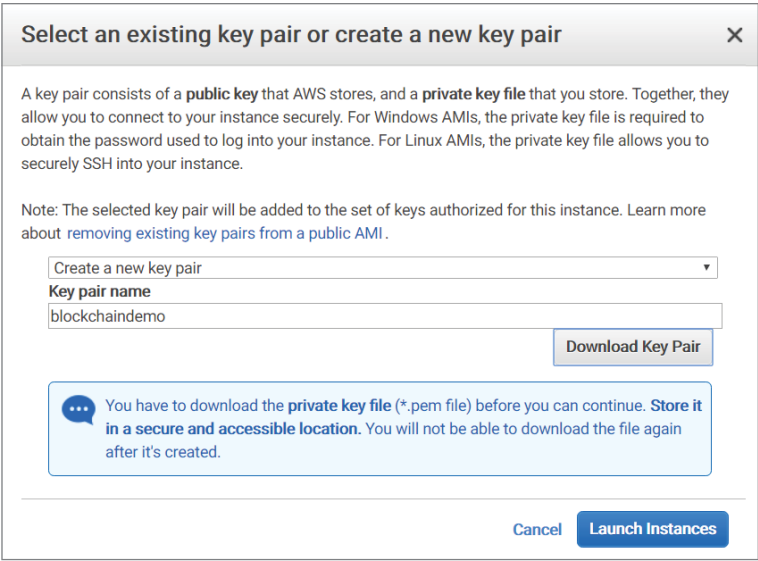 Select an existing key pair or create a new key pair
A key pair consists of a public key that AWS stores, and a private key file that you store. Together, they
allow you to connect to your instance securely. For Windows AMIs, the private key file is required to
obtain the password used to log into your instance. For Linux AMIs, the private key file allows you to
securely SSH into your instance.
Note: The selected key pair will be added to the set of keys authorized for this instance. Learn more
about removing existing key pairs from a public AMI .
Create a new key pair
Key pair name
blockchaindemo
Download Key Pair
You have to download the private key file (*.pem file) before you can continue. Store it
in a secure and accessible location. You will not be able to download the file again
after it's created.
Cancel Launch Instances